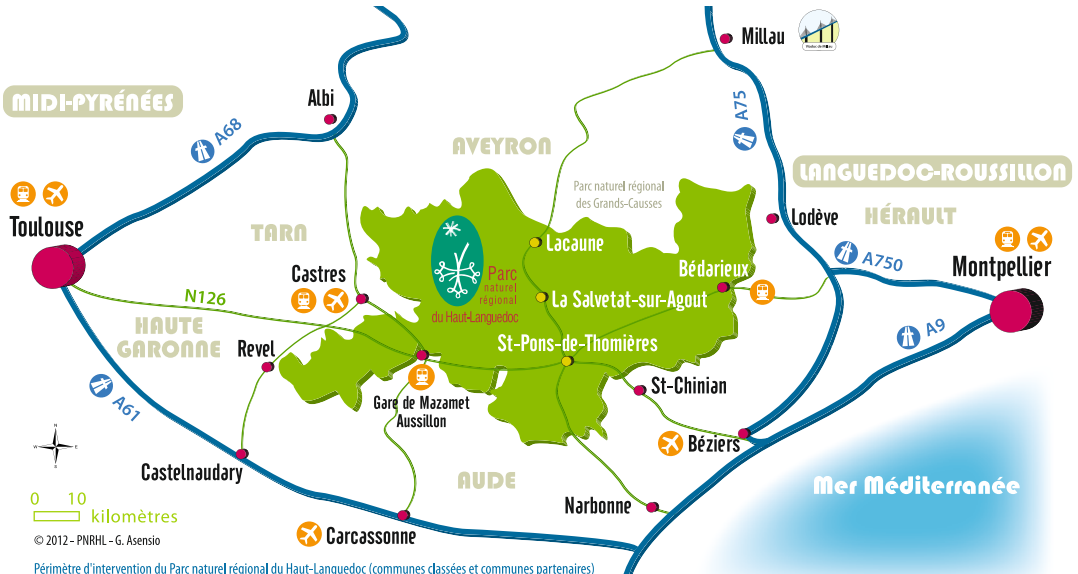 Millau
Viaduc de Millau
MIDI-PYRÉNÉES
Albi
A68
A75
AVEYRON
LANGUEDOC-ROUSSILLON
Parc naturel régional
des Grands-Causses
Toulouse
TARN
Lodève
HÉRAULT
Lacaune
A750
Montpellier
Castres
Parc
naturel
régional
du Haut-Languedoc
Bédarieux
N126
La Salvetat-sur-Agout
HAUTE
GARONNE
Revel
St-Pons-de-Thomières
A9
A61
St-Chinian
Gare de Mazamet
Aussillon
Béziers
N
W E
S
Castelnaudary
AUDE
Mer Méditerranée
0 10
kilomètres
Narbonne
Carcassonne
© 2012 - PNRHL - G. Asensio
Périmètre d'intervention du Parc naturel régional du Haut-Languedoc (communes classées et communes partenaires)